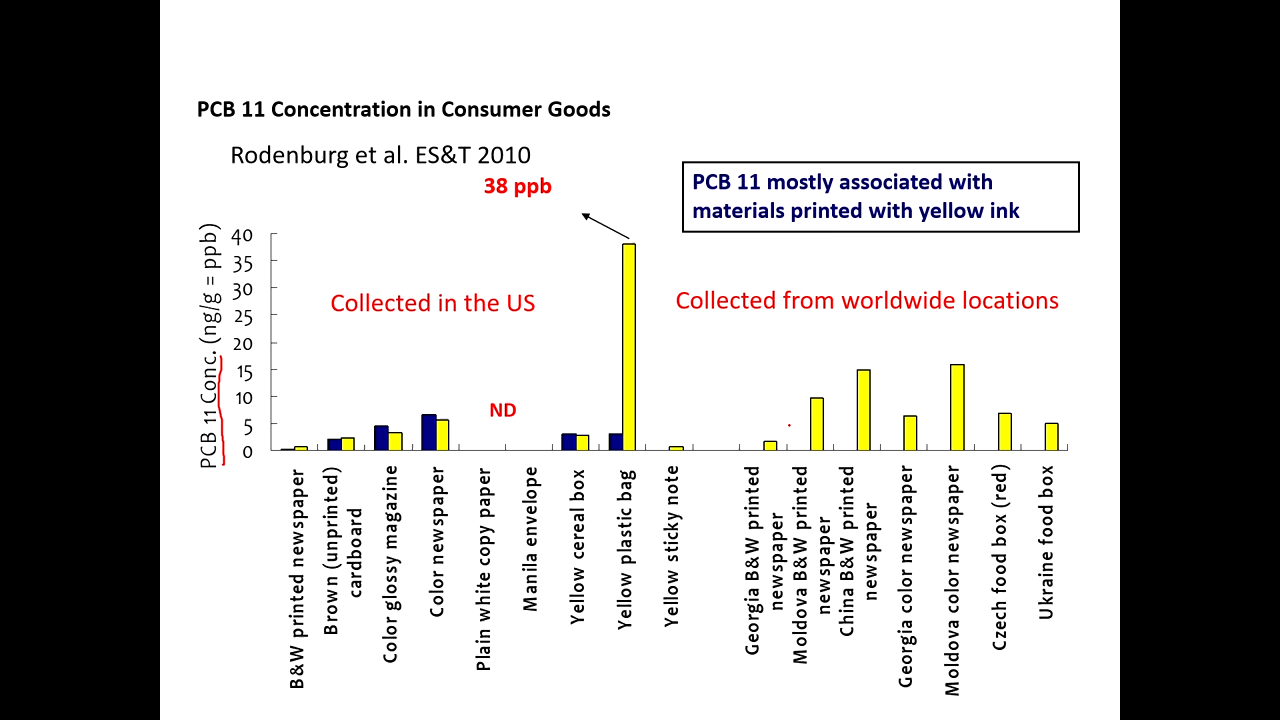 PCB 11 Concentration in Consumer Goods
Rodenburg et al. ES&T 2010
38 ppb
PCB 11 mostly associated with
materials printed with yellow ink
PCB 11 Conc. (ng/g = ppb)
40
35
30
25
20
15
10
5
0
Collected in the US
Collected from worldwide locations
ND
B&W printed newspaper
Brown (unprinted)
cardboard
Color glossy magazine
Color newspaper
Plain white copy paper
Manila envelope
Yellow cereal box
Yellow plastic bag
Yellow sticky note
Georgia B&W printed
newspaper
Moldova B&W printed
newspaper
China B&W printed
newspaper
Georgia color newspaper
Moldova color newspaper
Czech food box (red)
Ukraine food box